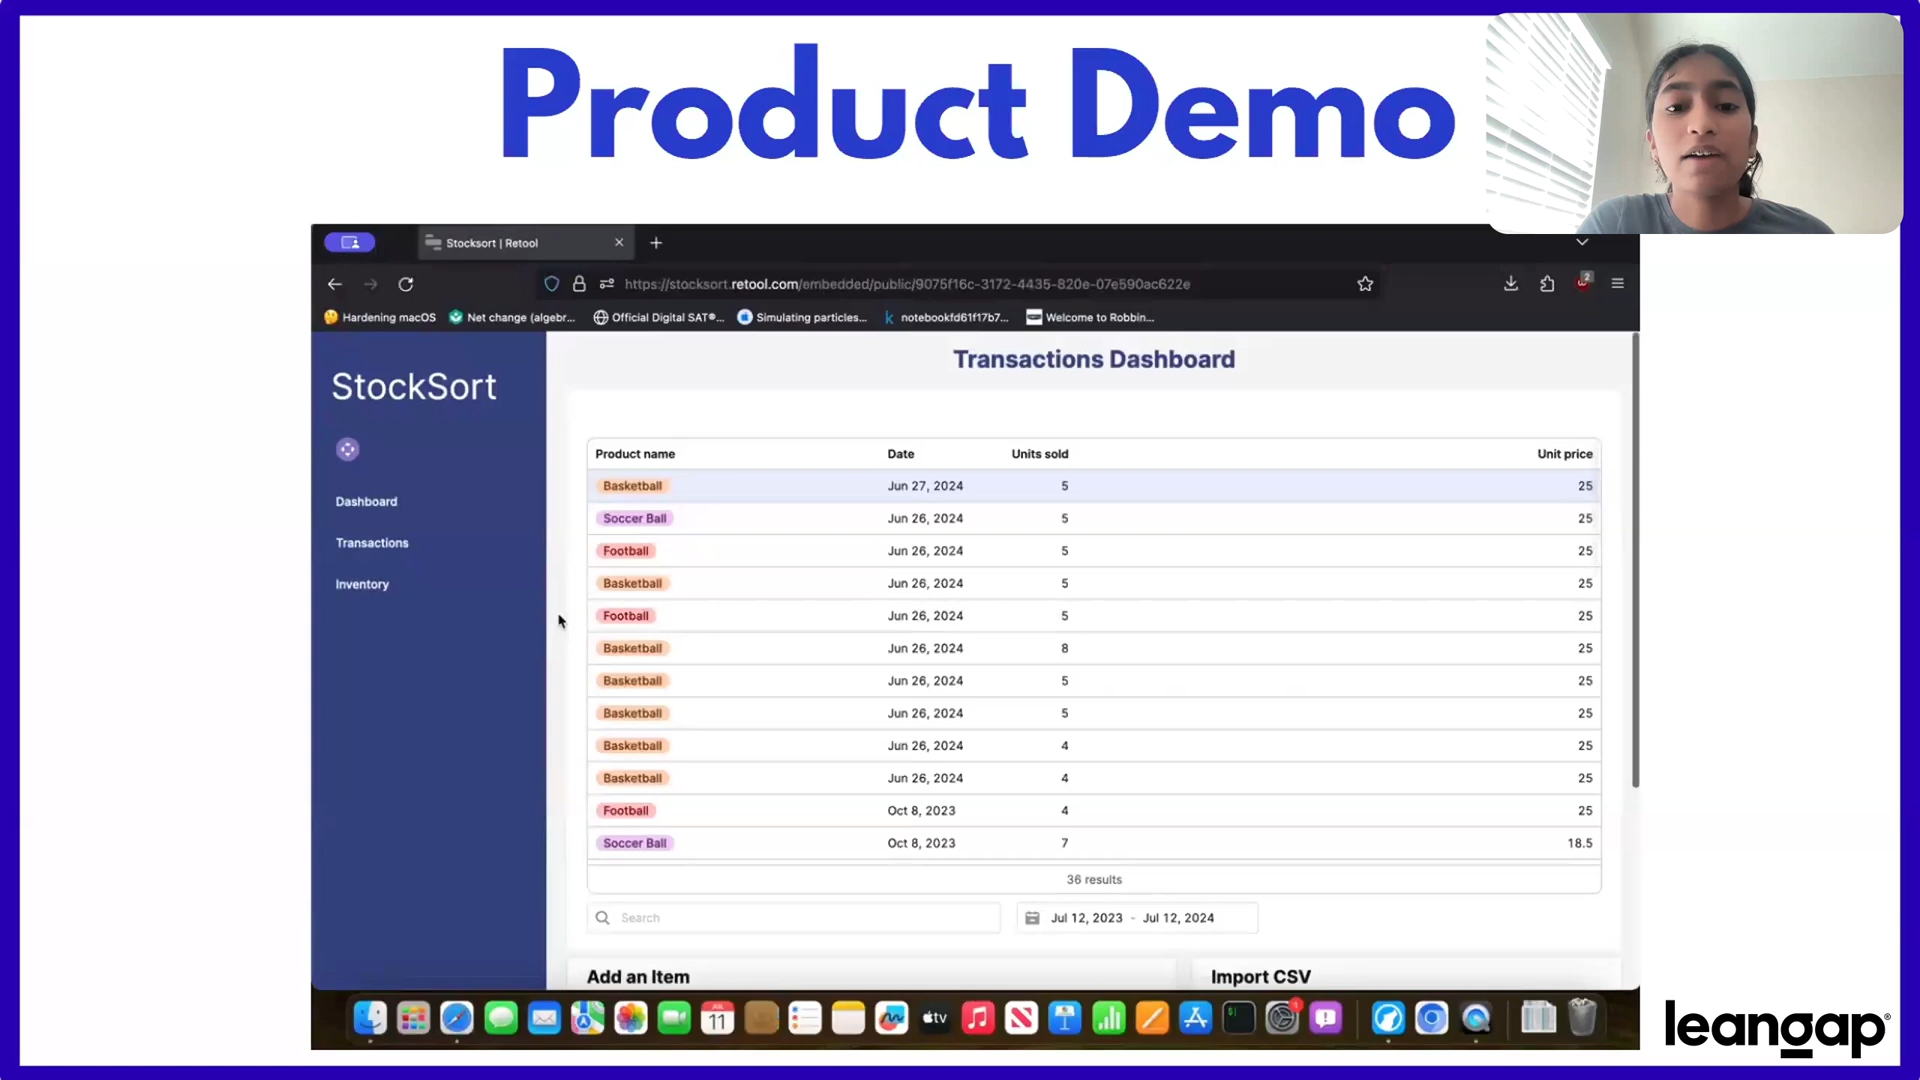 Product Demo
Stocksort | Retool
https://stocksort.retool.com/embedded/public/9075f16c-3172-4435-820e-07e590ac622e
2
Hardening macOS
Net change (algebr...
Official Digital SAT®...
Simulating particles...
notebookfd61f17b7...
Welcome to Robbin...
StockSort
Dashboard
Transactions
Inventory
Transactions Dashboard
Product name Date Units sold Unit price
Basketball Jun 27, 2024 5 25
Soccer Ball Jun 26, 2024 5 25
Football Jun 26, 2024 5 25
Basketball Jun 26, 2024 5 25
Football Jun 26, 2024 5 25
Basketball Jun 26, 2024 8 25
Basketball Jun 26, 2024 5 25
Basketball Jun 26, 2024 5 25
Basketball Jun 26, 2024 4 25
Basketball Jun 26, 2024 4 25
Football Oct 8, 2023 4 25
Soccer Ball Oct 8, 2023 7 18.5
36 results
Search
Jul 12, 2023 - Jul 12, 2024
Add an Item
Import CSV
JUL
11
tv
1
leangap®